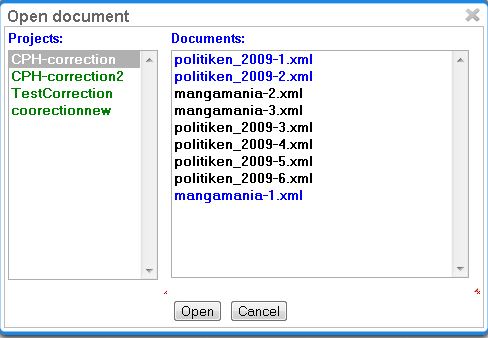 Open document
Projects:
CPH-correction
CPH-correction2
TestCorrection
coorectionnew
Documents:
politiken_2009-1.xml
politiken_2009-2.xml
mangamania-2.xml
mangamania-3.xml
politiken_2009-3.xml
politiken_2009-4.xml
politiken_2009-5.xml
politiken_2009-6.xml
mangamania-1.xml
Open Cancel